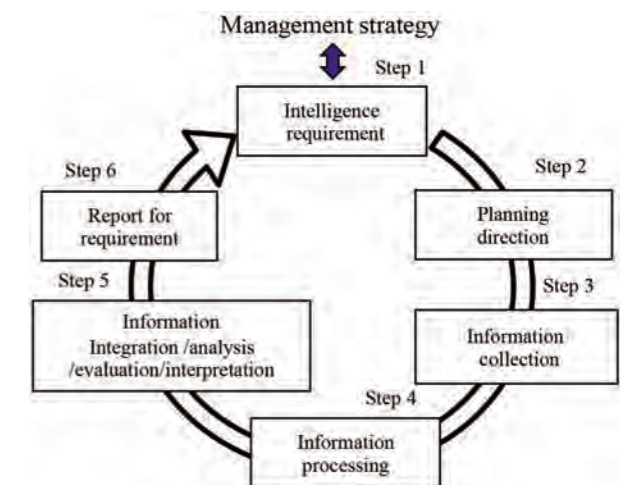 Management strategy
Step 1
Intelligence
requirement
Step 2
Planning
direction
Step 3
Information
collection
Step 4
Information
processing
Step 5
Information
Integration /analysis
/evaluation/interpretation
Step 6
Report for
requirement